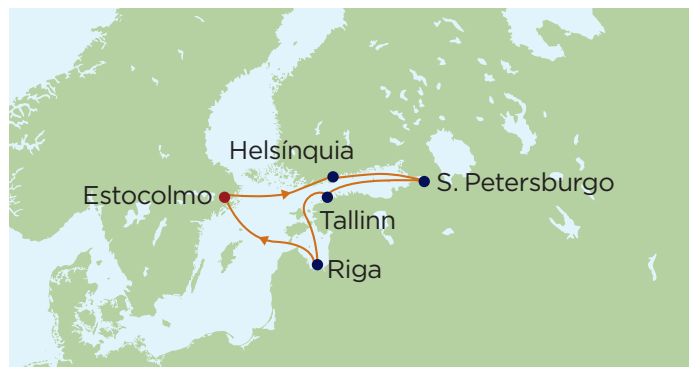 Helsínquia
S. Petersburgo
Estocolmo
Tallinn
Riga